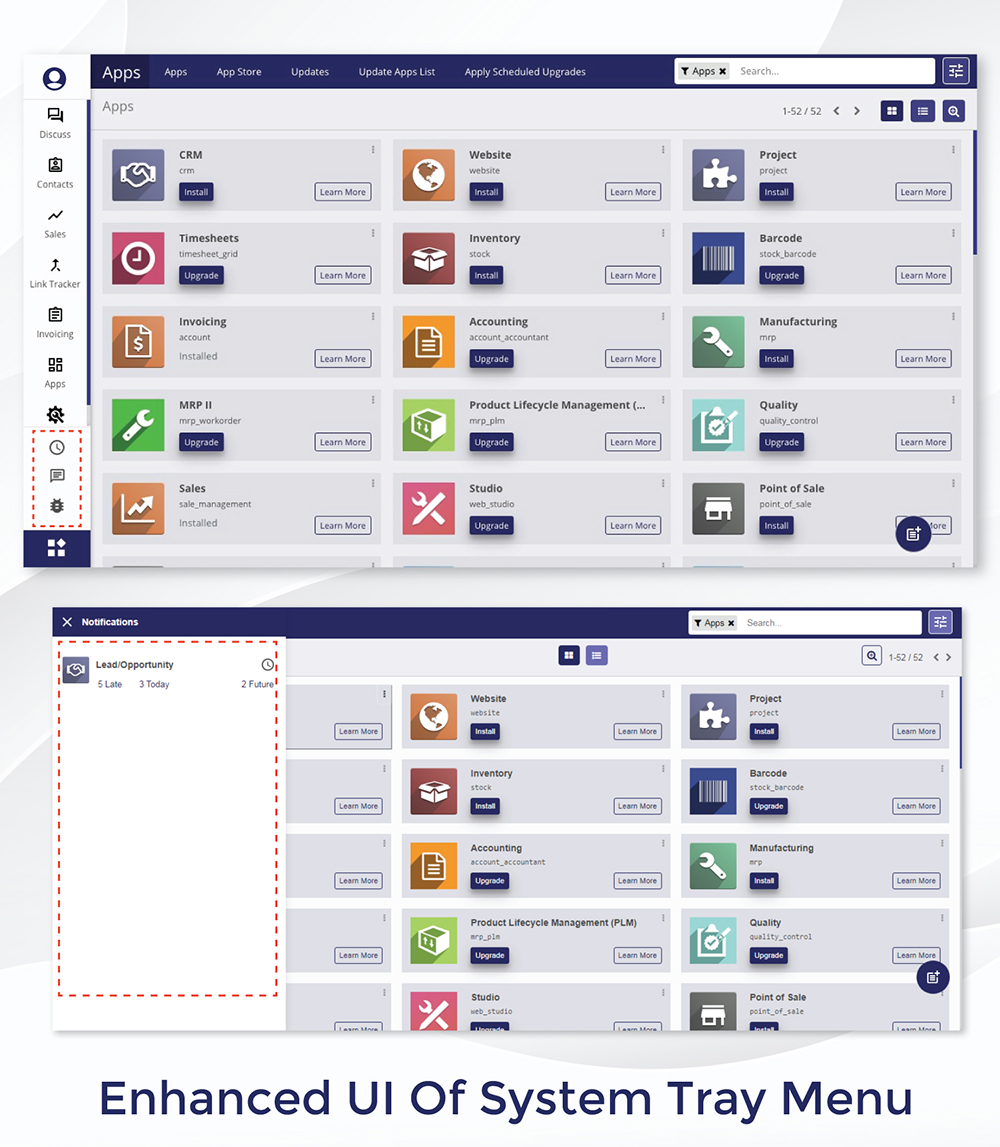 Apps Apps App Store Updates Update Apps List Apply Scheduled Upgrades Apps Search...
Apps 1-52 / 52
Discuss
Contacts
Sales
Link Tracker
Invoicing
Apps
CRM
crm
Install Learn More
Website
website
Install Learn More
Project
project
Install Learn More
Timesheets
timesheet_grid
Upgrade Learn More
Inventory
stock
Install Learn More
Barcode
stock_barcode
Upgrade Learn More
Invoicing
account
Installed Learn More
Accounting
account_accountant
Upgrade Learn More
Manufacturing
mrp
Install Learn More
MRP II
mrp_workorder
Upgrade Learn More
Product Lifecycle Management (...
mrp_plm
Upgrade Learn More
Quality
quality_control
Upgrade Learn More
Sales
sale_management
Installed Learn More
Studio
web_studio
Upgrade Learn More
Point of Sale
point_of_sale
Install ore
Notifications Apps Search...
1-52 / 52
Lead/Opportunity
5 Late 3 Today 2 Future
Learn More
Learn More
Learn More
Learn More
Learn More
Website
website
Install Learn More
Project
project
Install Learn More
Inventory
stock
Install Learn More
Barcode
stock_barcode
Upgrade Learn More
Accounting
account_accountant
Upgrade Learn More
Manufacturing
mrp
Install Learn More
Product Lifecycle Management (PLM)
mrp_plm
Upgrade Learn More
Quality
quality_control
Upgrade Learn More
Studio
web_studio
Upgrade Learn More
Point of Sale
point_of_sale
Install Learn More
Enhanced UI Of System Tray Menu